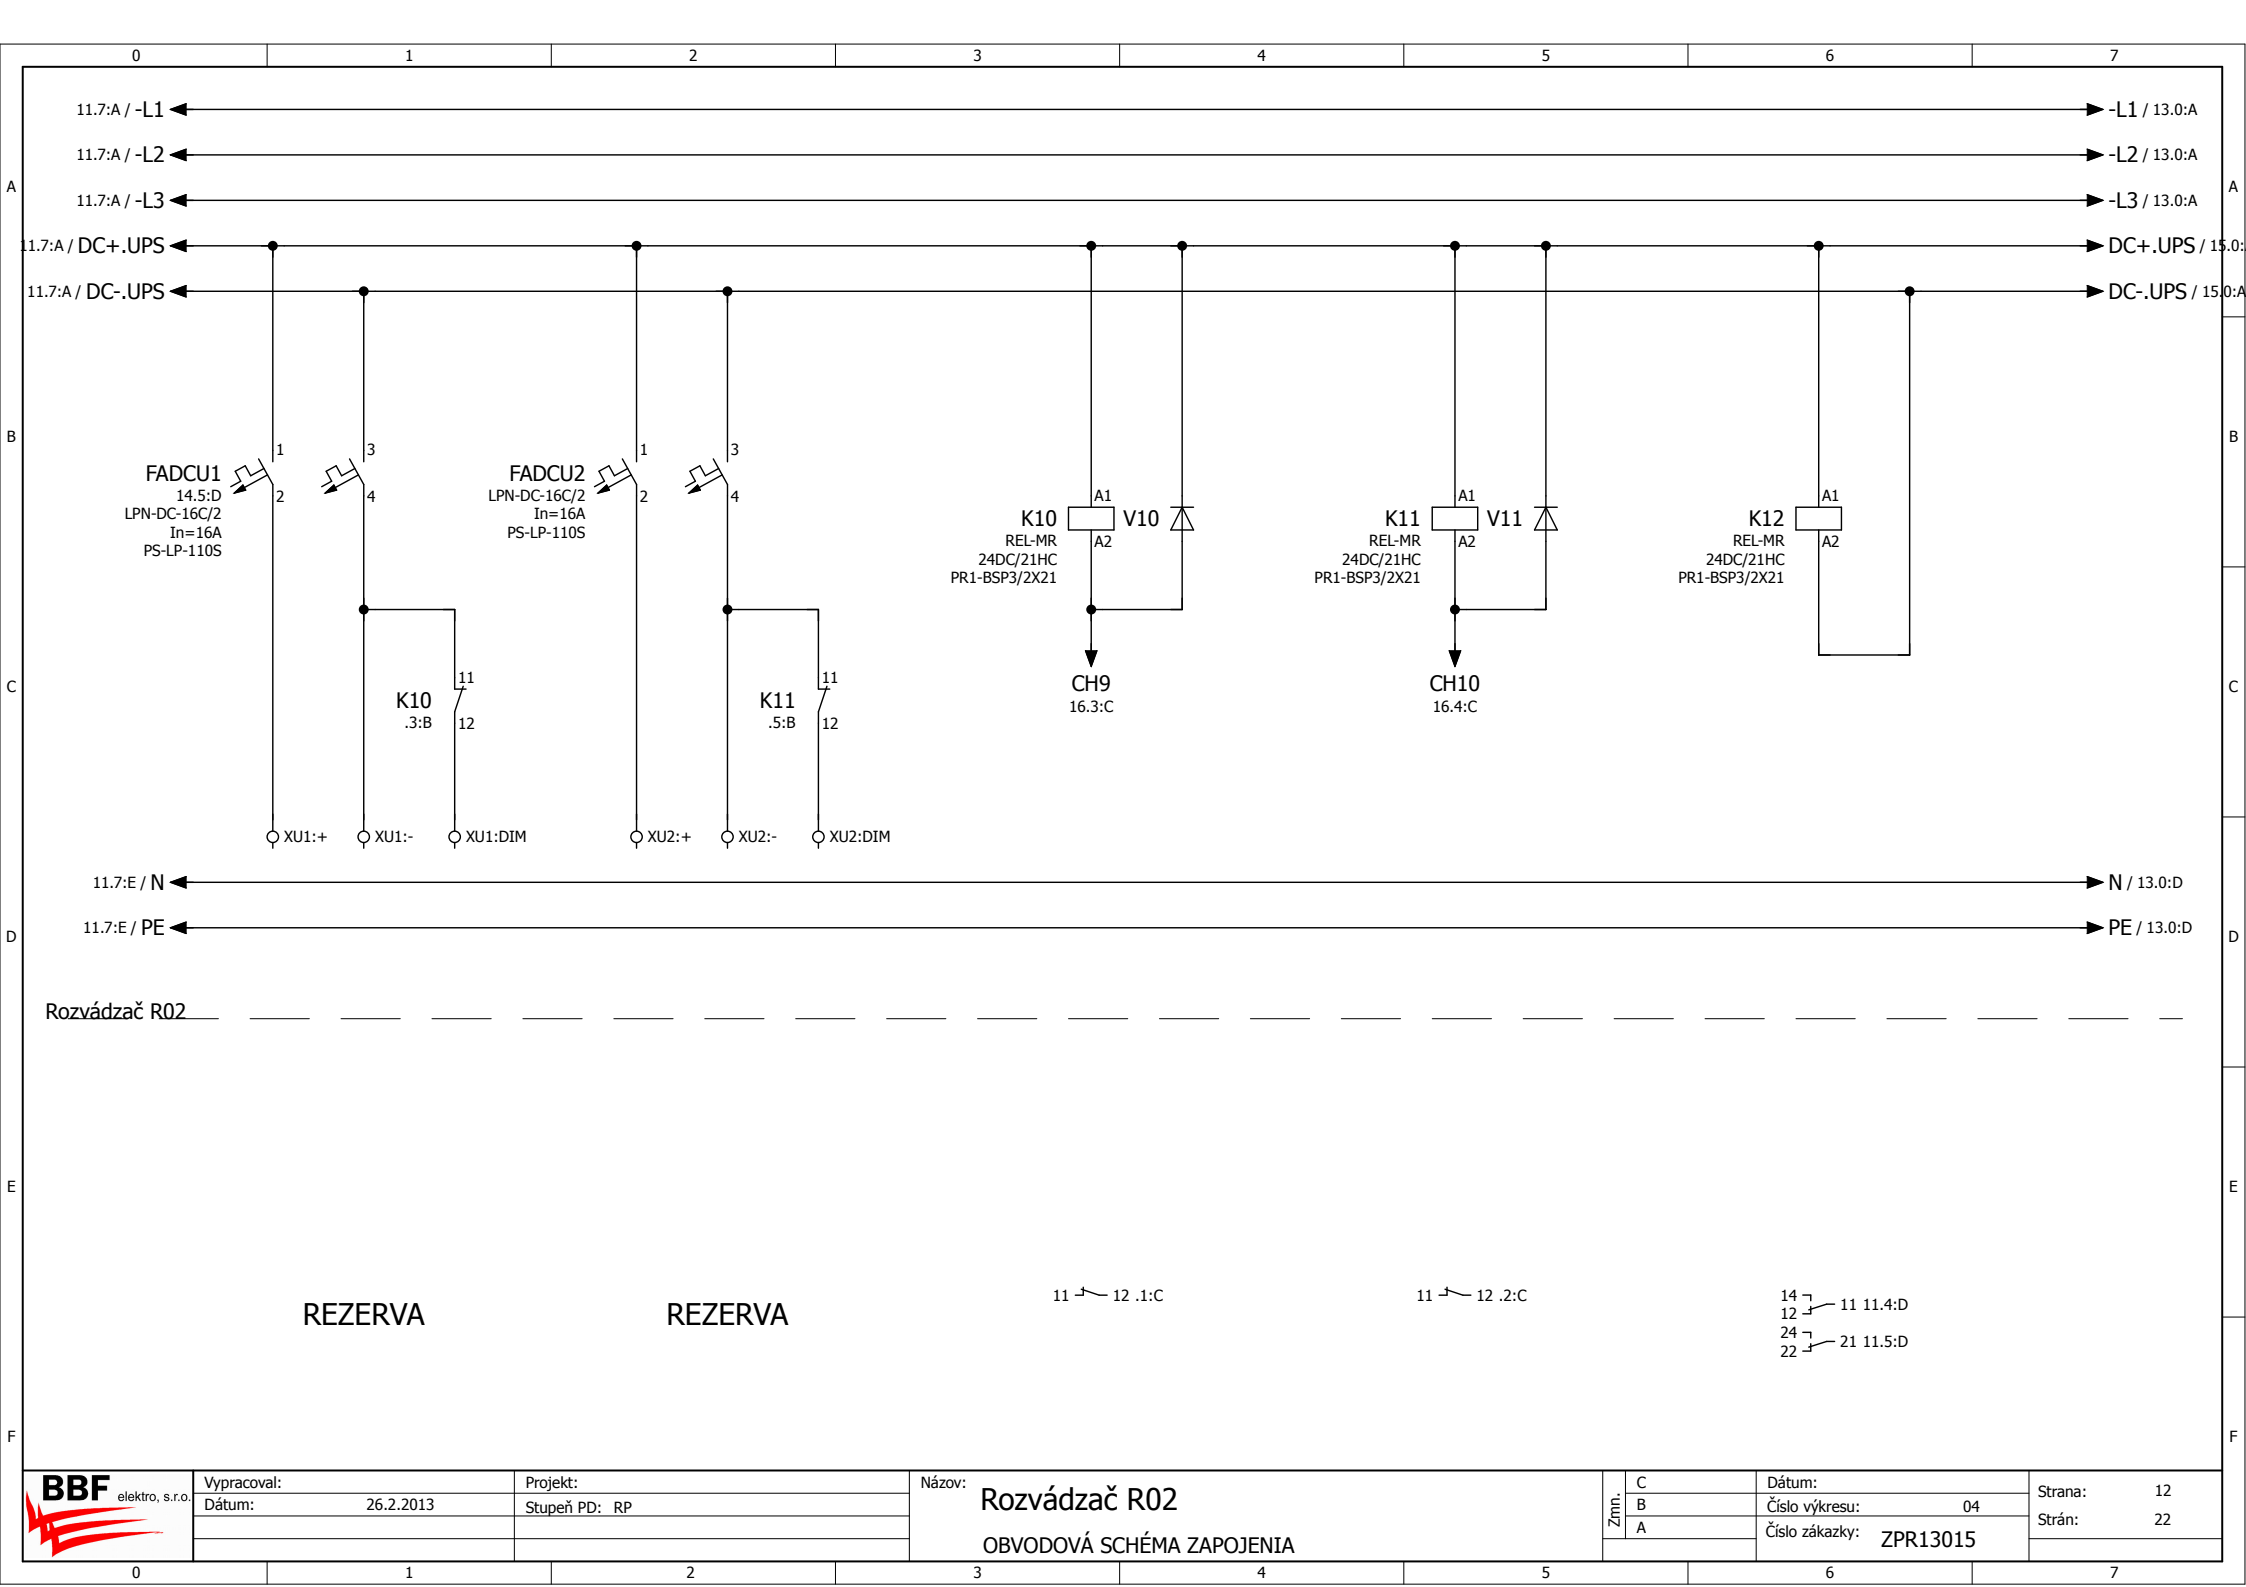 0 1 2 3 4 5 6 7
11.7:A / -L1 -L1 / 13.0:A
11.7:A / -L2 -L2 / 13.0:A
A A
11.7:A / -L3 -L3 / 13.0:A
11.7:A / DC+.UPS DC+.UPS / 15.0:
11.7:A / DC-.UPS DC-.UPS / 15.0:A
B B
1 3 1 3
FADCU1
14.5:D
LPN-DC-16C/2
In=16A
PS-LP-110S
2 4
FADCU2
LPN-DC-16C/2
In=16A
PS-LP-110S
2 4
A1
K10 V10
REL-MR A2
24DC/21HC
PR1-BSP3/2X21
A1
K11 V11
REL-MR A2
24DC/21HC
PR1-BSP3/2X21
A1
K12
REL-MR A2
24DC/21HC
PR1-BSP3/2X21
C C
11
K10
.3:B 12
11
K11
.5:B 12
CH9
16.3:C
CH10
16.4:C
XU1:+ XU1:- XU1:DIM XU2:+ XU2:- XU2:DIM
11.7:E / N N / 13.0:D
11.7:E / PE PE / 13.0:D
D D
Rozvádzač R02
E E
REZERVA REZERVA
11 12 .1:C
11 12 .2:C
14
12 11 11.4:D
24
22 21 11.5:D
F F
BBF elektro, s.r.o.
Vypracoval:
Dátum: 26.2.2013
Projekt:
Stupeň PD: RP
Názov: Rozvádzač R02
OBVODOVÁ SCHÉMA ZAPOJENIA
Zmn.
C
B
A
Dátum:
Číslo výkresu: 04
Číslo zákazky: ZPR13015
Strana: 12
Strán: 22
0 1 2 3 4 5 6 7